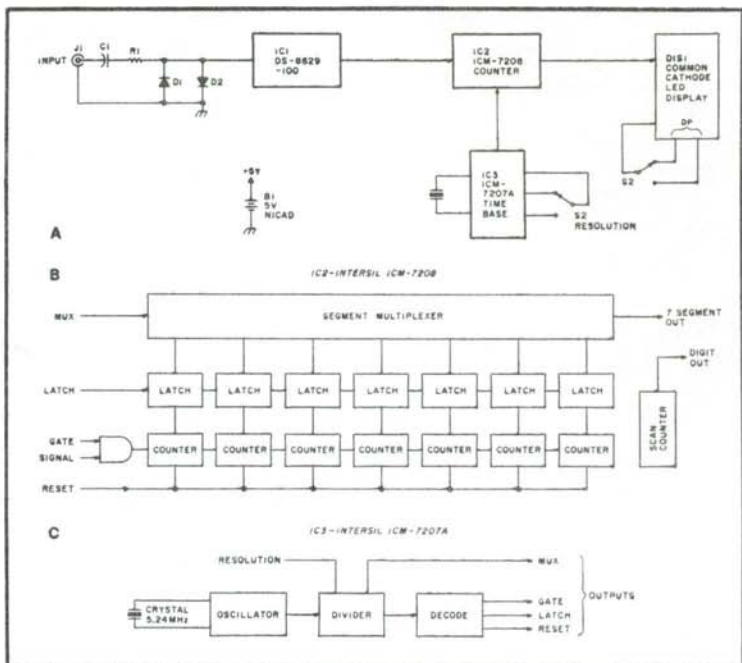 INPUT
J1
C1
R1
D1
D2
IC1
DS-8629
-100
IC2
ICM-7208
COUNTER
DIS1
COMMON
CATHODE
LED
DISPLAY
DP
S2
+5V
B1
5V
NICAD
IC3
ICM-
7207A
TIME
BASE
S2
RESOLUTION
A
B
IC2-INTERSIL ICM-7208
MUX
SEGMENT MULTIPLEXER
7 SEGMENT
OUT
DIGIT
OUT
LATCH
LATCH LATCH LATCH LATCH LATCH LATCH LATCH
SCAN
COUNTER
GATE
SIGNAL
COUNTER COUNTER COUNTER COUNTER COUNTER COUNTER COUNTER
RESET
C
IC3-INTERSIL ICM-7207A
RESOLUTION
MUX
CRYSTAL
5.24MHz
OSCILLATOR
DIVIDER
DECODE
GATE
LATCH
RESET
OUTPUTS